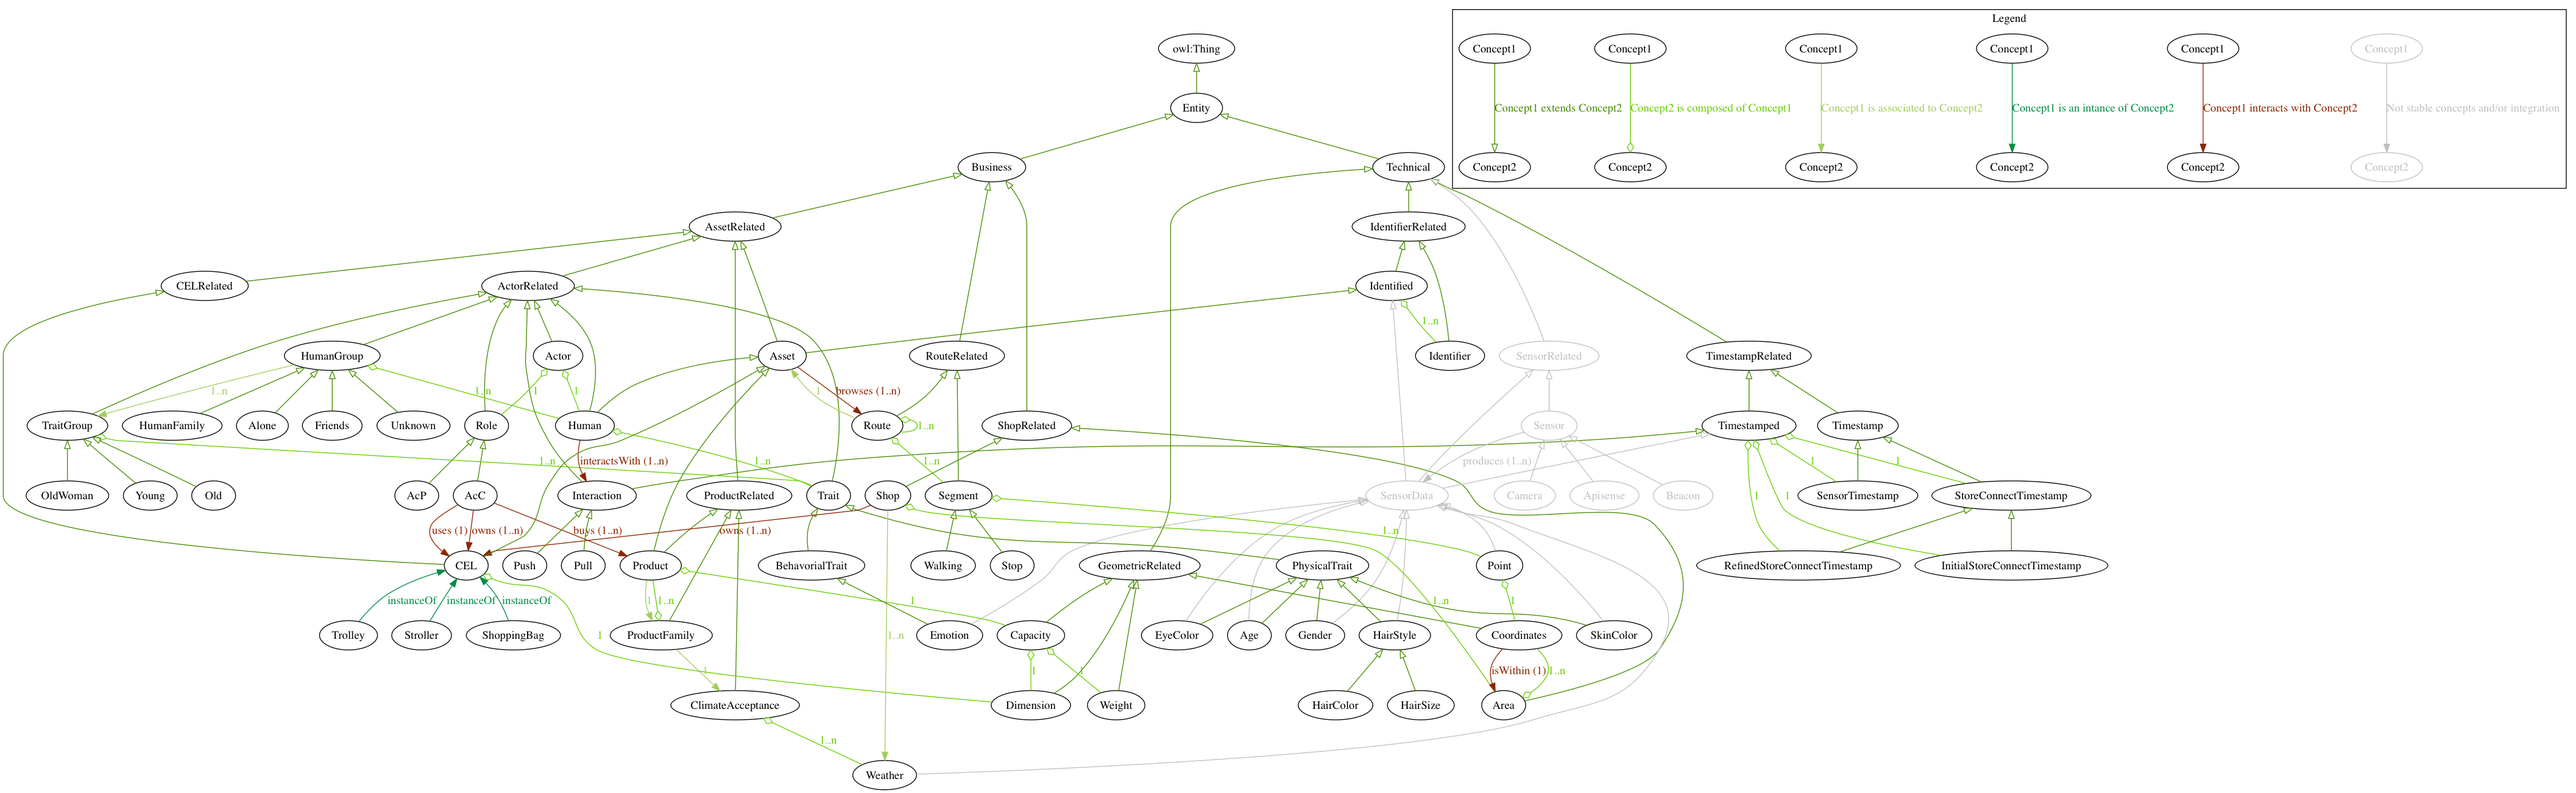 Legend
owl:Thing
Concept1
Concept1
Concept1
Concept1
Concept1
Concept1
Entity
Concept1 extends Concept2
Concept2 is composed of Concept1
Concept1 is associated to Concept2
Concept1 is an intance of Concept2
Concept1 interacts with Concept2
Not stable concepts and/or integration
Business
Technical
Concept2
Concept2
Concept2
Concept2
Concept2
Concept2
AssetRelated
IdentifierRelated
CELRelated
ActorRelated
Identified
1..n
HumanGroup
Actor
Asset
RouteRelated
Identifier
SensorRelated
TimestampRelated
1..n
1..n
1
1
1
browses (1..n)
TraitGroup
HumanFamily
Alone
Friends
Unknown
Role
Human
Route
1..n
ShopRelated
Sensor
Timestamped
Timestamp
1..n
interactsWith (1..n)
1..n
1..n
produces (1..n)
1
1
OldWoman
Young
Old
AcP
AcC
Interaction
ProductRelated
Trait
Shop
Segment
SensorData
Camera
Apisense
Beacon
SensorTimestamp
StoreConnectTimestamp
1
1
uses (1)
owns (1..n)
buys (1..n)
owns (1..n)
1..n
CEL
Push
Pull
Product
BehavorialTrait
Walking
Stop
GeometricRelated
PhysicalTrait
Point
RefinedStoreConnectTimestamp
InitialStoreConnectTimestamp
instanceOf
instanceOf
instanceOf
1
1..n
1
1..n
1
Trolley
Stroller
ShoppingBag
1
ProductFamily
1..n
Emotion
Capacity
EyeColor
Age
Gender
HairStyle
Coordinates
SkinColor
1
1
1
isWithin (1)
1..n
ClimateAcceptance
Dimension
Weight
HairColor
HairSize
Area
1..n
Weather